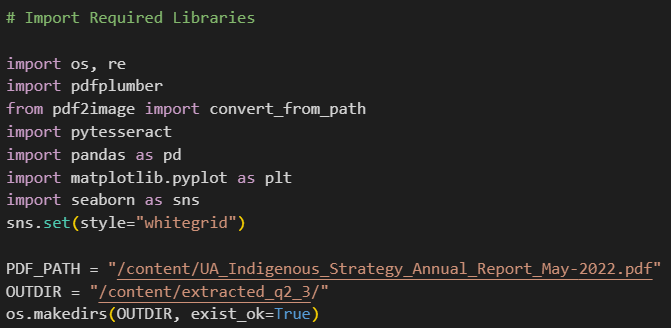 # Import Required Libraries
import os, re
import pdfplumber
from pdf2image import convert_from_path
import pytesseract
import pandas as pd
import matplotlib.pyplot as plt
import seaborn as sns
sns.set(style="whitegrid")
PDF_PATH = "/content/UA_Indigenous_Strategy_Annual_Report_May-2022.pdf"
OUTDIR = "/content/extracted_q2_3/"
os.makedirs(OUTDIR, exist_ok=True)